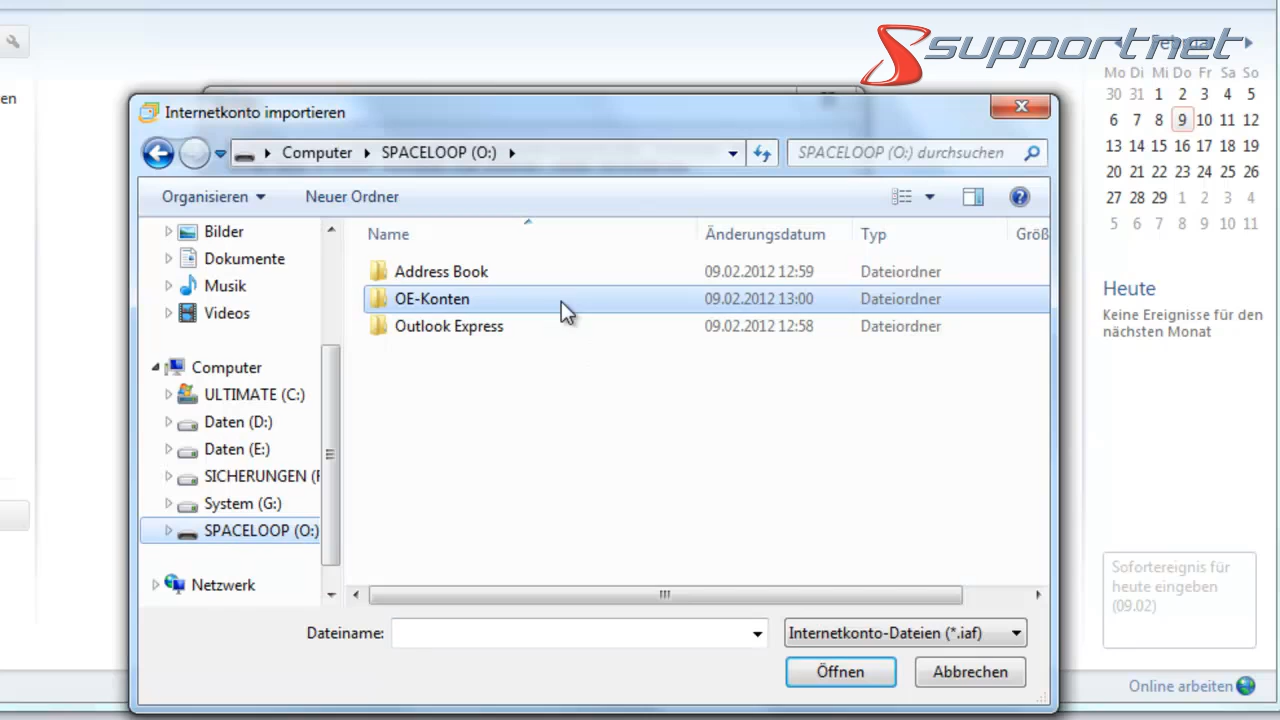 supportnet
Februar
Mo Di Mi Do Fr Sa So
30 31 1 2 3 4 5
6 7 8 9 10 11 12
13 14 15 16 17 18 19
20 21 22 23 24 25 26
27 28 29 1 2 3 4
5 6 7 8 9 10 11
en
Internetkonto importieren
Computer SPACELOOP (O:)
SPACELOOP (O:) durchsuchen
Organisieren Neuer Ordner
Bilder
Dokumente
Musik
Videos
Computer
ULTIMATE (C:)
Daten (D:)
Daten (E:)
SICHERUNGEN (F
System (G:)
SPACELOOP (O:)
Netzwerk
Name Änderungsdatum Typ Größ
Address Book 09.02.2012 12:59 Dateiordner
OE-Konten 09.02.2012 13:00 Dateiordner
Outlook Express 09.02.2012 12:58 Dateiordner
Dateiname: Internetkonto-Dateien (*.iaf)
Öffnen Abbrechen
Heute
Keine Ereignisse für den
nächsten Monat
Sofortereignis für
heute eingeben
(09.02)
Online arbeiten